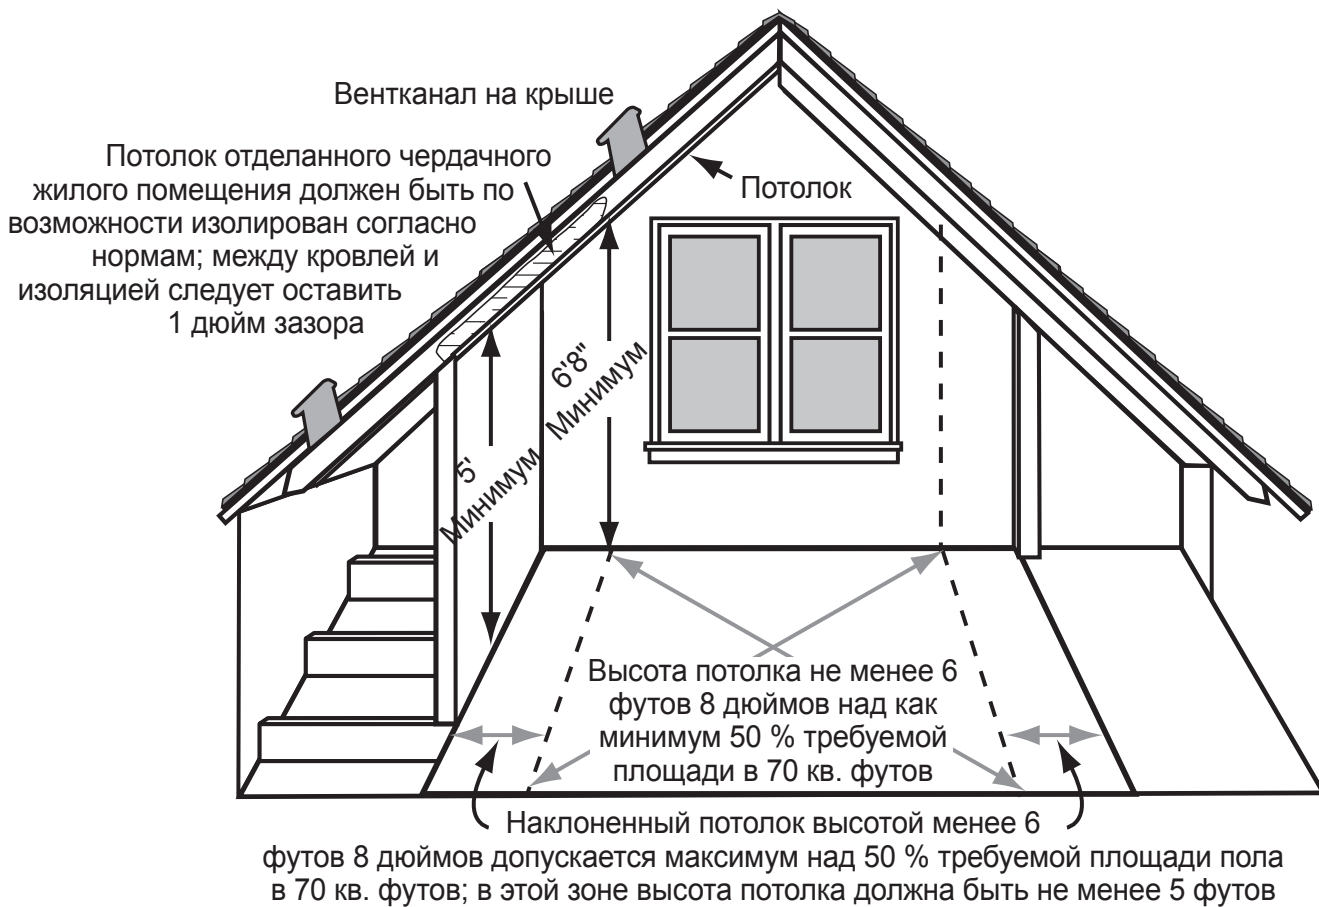 Вентканал на крыше
Потолок отделанного чердачного
жилого помещения должен быть по
возможности изолирован согласно
нормам; между кровлей и
изоляцией следует оставить
1 дюйм зазора
Потолок
6'8"
Минимум
5'
Минимум
Высота потолка не менее 6
футов 8 дюймов над как
минимум 50 % требуемой
площади в 70 кв. футов
Наклоненный потолок высотой менее 6
футов 8 дюймов допускается максимум над 50 % требуемой площади пола
в 70 кв. футов; в этой зоне высота потолка должна быть не менее 5 футов